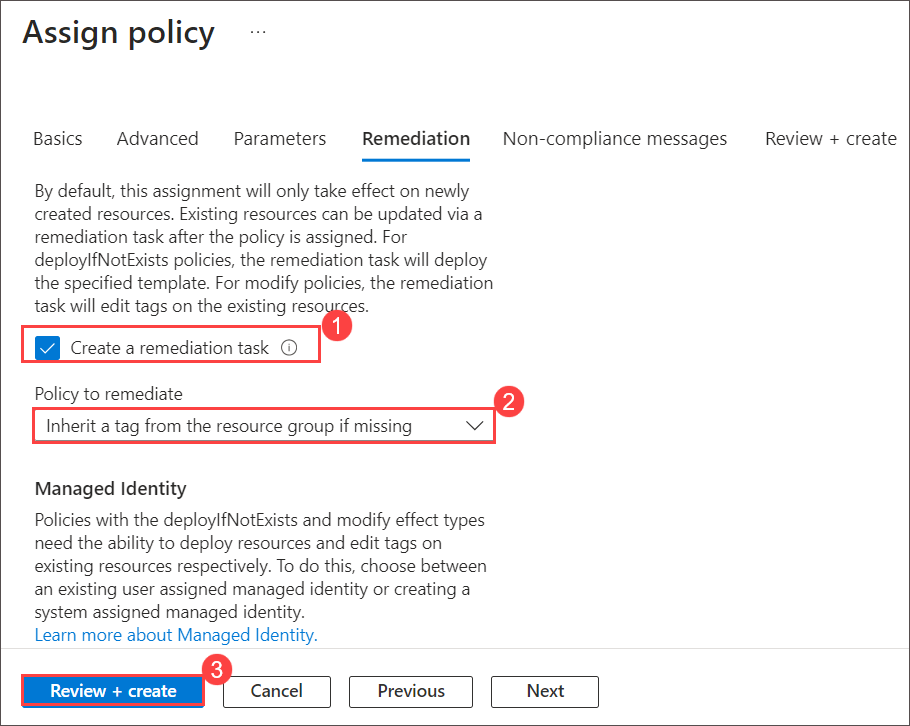 Assign policy ...
Basics Advanced Parameters Remediation Non-compliance messages Review + create
By default, this assignment will only take effect on newly
created resources. Existing resources can be updated via a
remediation task after the policy is assigned. For
deployIfNotExists policies, the remediation task will deploy
the specified template. For modify policies, the remediation
task will edit tags on the existing resources.
1
Create a remediation task
Policy to remediate
2
Inherit a tag from the resource group if missing
Managed Identity
Policies with the deployIfNotExists and modify effect types
need the ability to deploy resources and edit tags on
existing resources respectively. To do this, choose between
an existing user assigned managed identity or creating a
system assigned managed identity.
Learn more about Managed Identity.
3
Review + create Cancel Previous Next